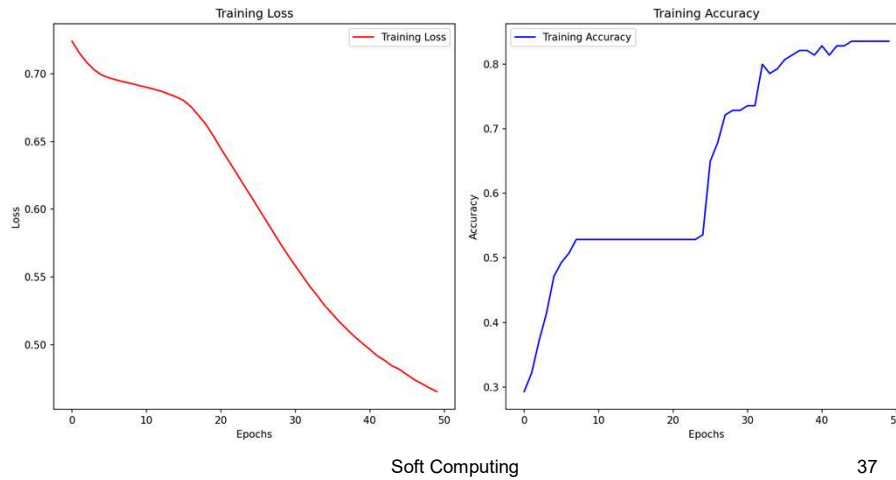 Training Loss
Training Loss
0.70
0.65
0.60
0.55
0.50
Loss
0 10 20 30 40 50
Epochs
Training Accuracy
Training Accuracy
0.8
0.7
0.6
0.5
0.4
0.3
Accuracy
0 10 20 30 40
Epochs
Soft Computing 37